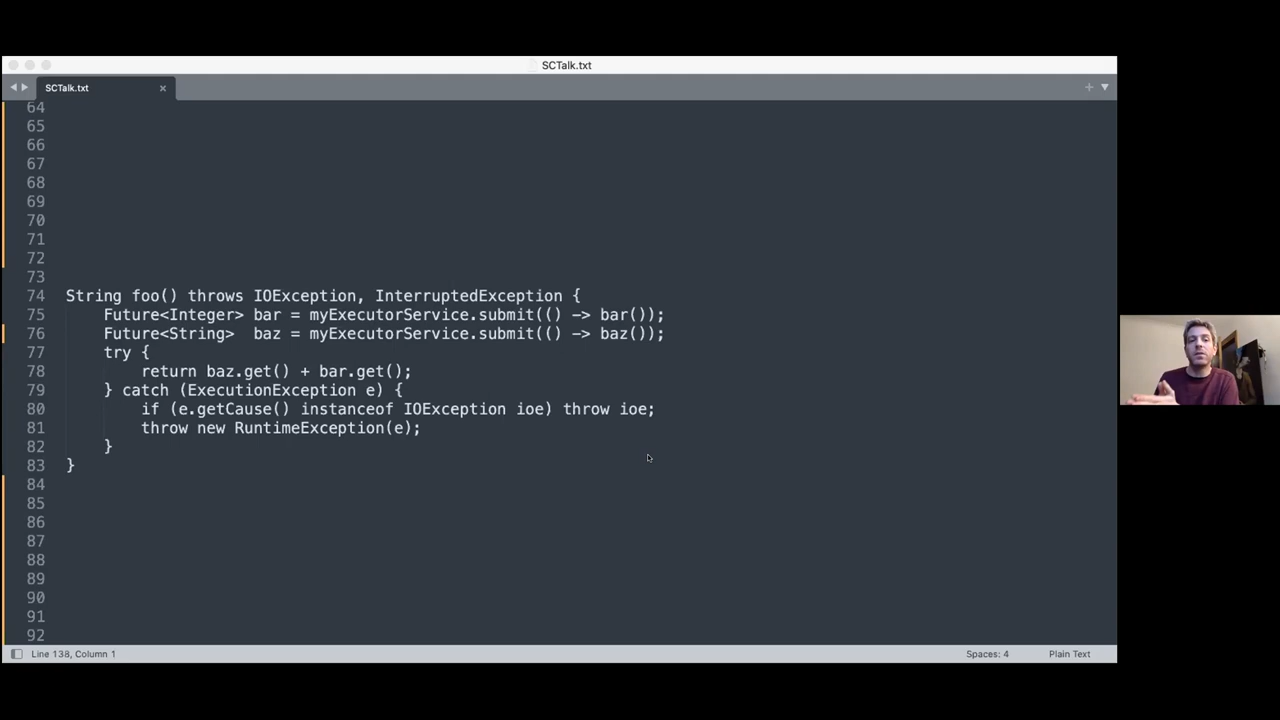 SCTalk.txt
SCTalk.txt ×
64
65
66
67
68
69
70
71
72
73
74 String foo() throws IOException, InterruptedException {
75     Future<Integer> bar = myExecutorService.submit(() -> bar());
76     Future<String>  baz = myExecutorService.submit(() -> baz());
77     try {
78         return baz.get() + bar.get();
79     } catch (ExecutionException e) {
80         if (e.getCause() instanceof IOException ioe) throw ioe;
81         throw new RuntimeException(e);
82     }
83 }
84
85
86
87
88
89
90
91
92
Line 138, Column 1 Spaces: 4 Plain Text